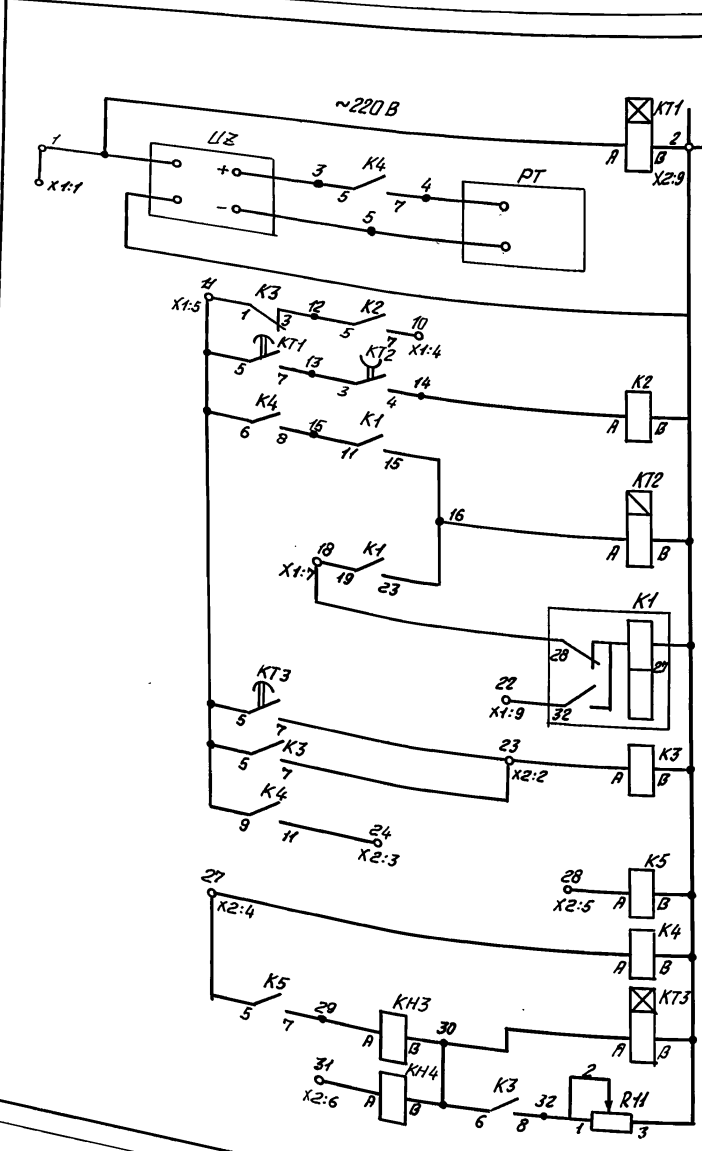 ~220 В
КТ1
А
В
2
Х2:9
1
Х1:1
UZ
+
-
3
К4
5
7
4
РТ
5
11
Х1:5
К3
1
3
12
К2
5
7
10
Х1:4
КТ1
5
7
13
КТ2
3
4
14
К2
А
В
К4
6
8
15
К1
11
15
16
КТ2
А
В
18
Х1:7
К1
19
23
К1
28
27
22
Х1:9
32
КТ3
5
7
23
Х2:2
К3
А
В
К3
5
7
К4
9
11
24
Х2:3
28
Х2:5
К5
А
В
27
Х2:4
К4
А
В
К5
5
7
29
КН3
А
В
30
КТ3
А
В
31
Х2:6
КН4
А
В
К3
6
8
32
2
R11
1
3